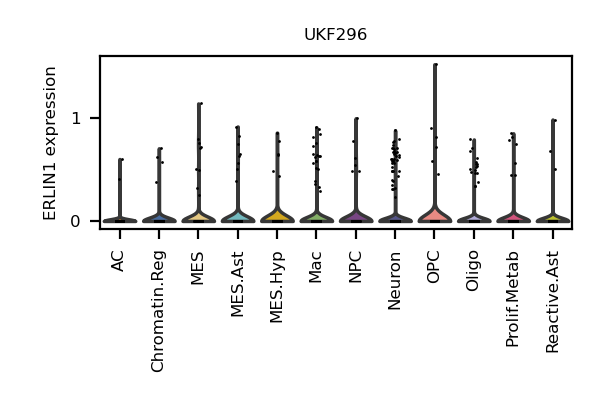 UKF296
ERLIN1 expression
1
0
AC
Chromatin.Reg
MES
MES.Ast
MES.Hyp
Mac
NPC
Neuron
OPC
Oligo
Prolif.Metab
Reactive.Ast